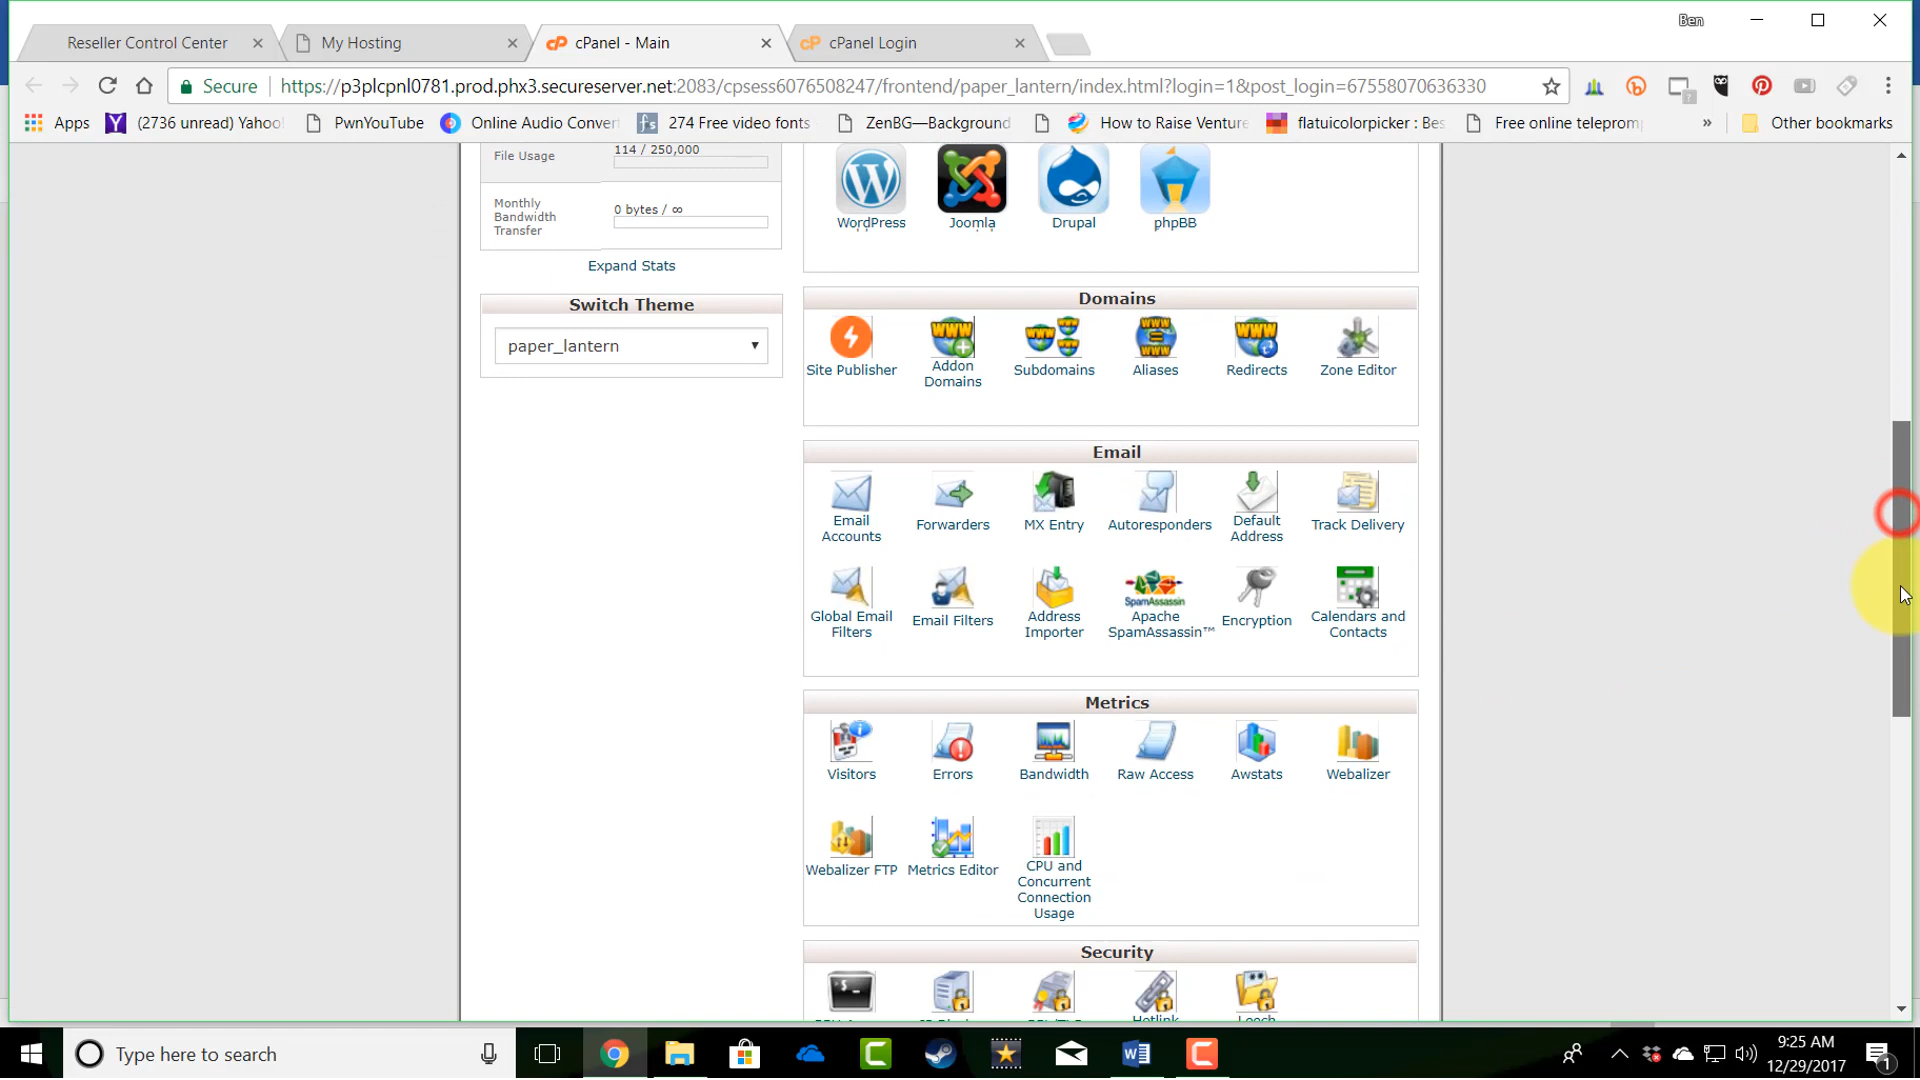 Ben
Reseller Control Center
My Hosting
cPanel - Main
cPanel Login
Secure
https://p3plcpnl0781.prod.phx3.secureserver.net:2083/cpsess6076508247/frontend/paper_lantern/index.html?login=1&post_login=67558070636330
Apps
(2736 unread) Yahoo!
PwnYouTube
Online Audio Conver
274 Free video fonts
ZenBG—Background
How to Raise Venture
flatuicolorpicker : Bes
Free online teleprom
»
Other bookmarks
File Usage
114 / 250,000
Monthly
Bandwidth
Transfer
0 bytes / ∞
Expand Stats
Switch Theme
paper_lantern
WordPress
Joomla
Drupal
phpBB
Domains
Site Publisher
Addon
Domains
Subdomains
Aliases
Redirects
Zone Editor
Email
Email
Accounts
Forwarders
MX Entry
Autoresponders
Default
Address
Track Delivery
Global Email
Filters
Email Filters
Address
Importer
SpamAssassin
Apache
SpamAssassin™
Encryption
Calendars and
Contacts
Metrics
Visitors
Errors
Bandwidth
Raw Access
Awstats
Webalizer
Webalizer FTP
Metrics Editor
CPU and
Concurrent
Connection
Usage
Security
Hotlink
Leech
Type here to search
9:25 AM
12/29/2017
1